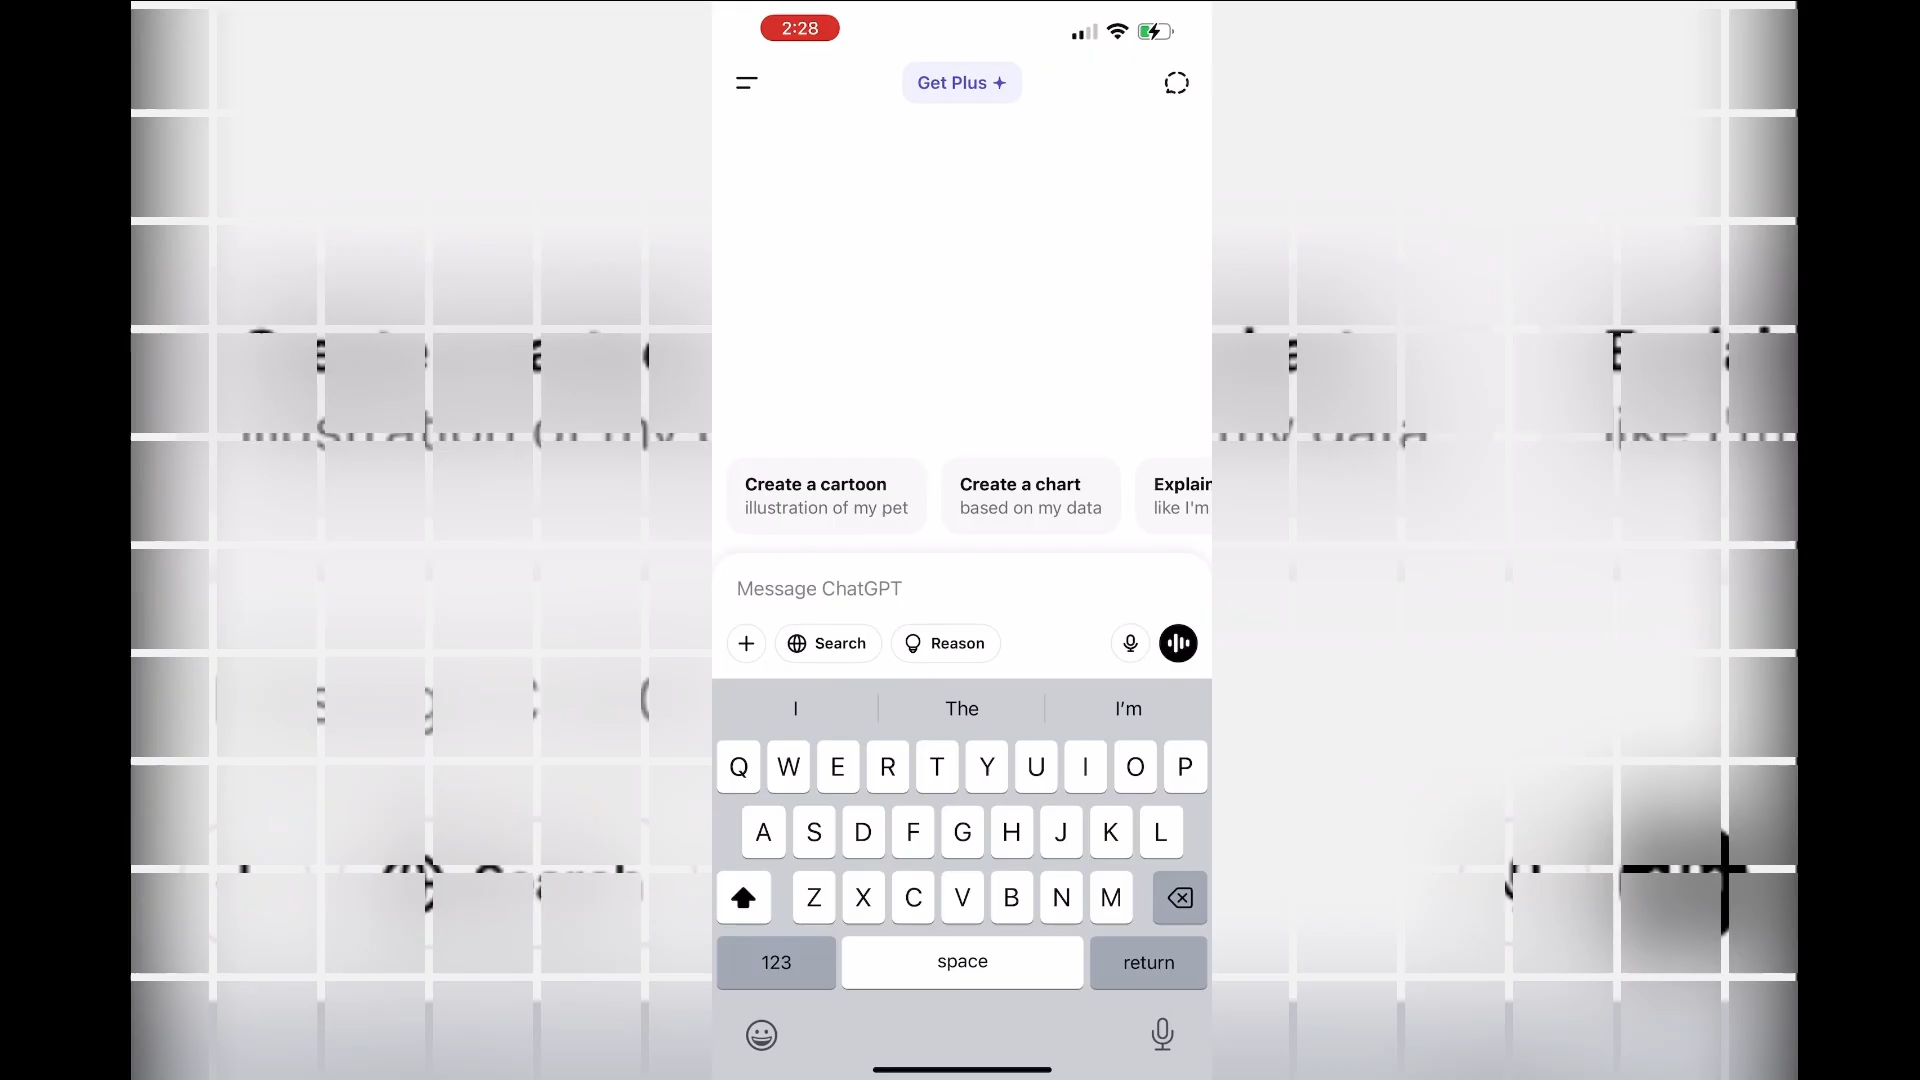 2:28
Get Plus
Create a cartoon
illustration of my pet
Create a chart
based on my data
Explain
like I'm
Message ChatGPT
Search
Reason
I
The
I'm
Q W E R T Y U I O P
A S D F G H J K L
Z X C V B N M
123
space
return